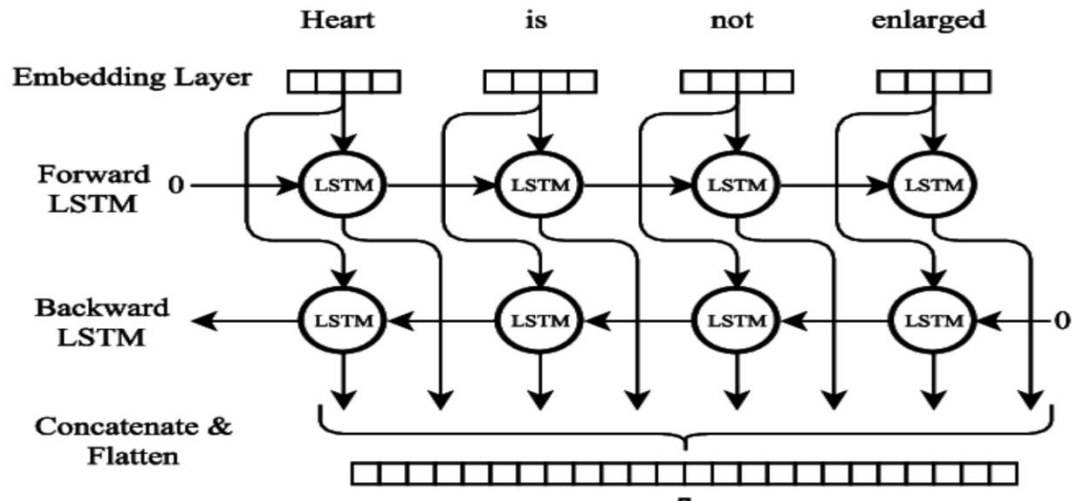 Heart is not enlarged
Embedding Layer
Forward
LSTM
0 LSTM LSTM LSTM LSTM
Backward
LSTM
LSTM LSTM LSTM LSTM 0
Concatenate &
Flatten